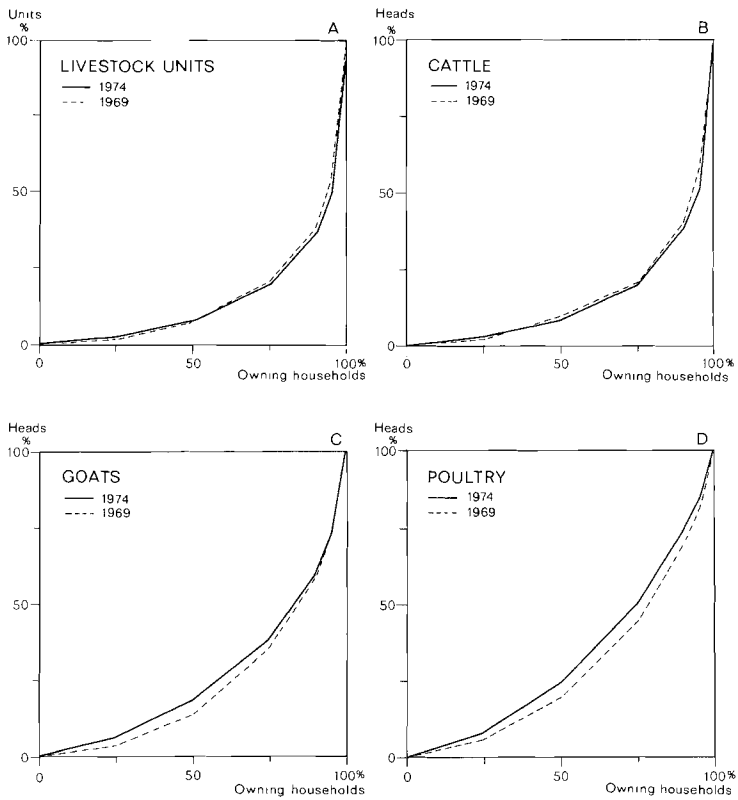 Units
%
A
100
LIVESTOCK UNITS
1974
1969
50
0
0
50
100%
Owning households
Heads
%
B
100
CATTLE
1974
1969
50
0
0
50
100%
Owning households
Heads
%
C
100
GOATS
1974
1969
50
0
0
50
100%
Owning households
Heads
%
D
100
POULTRY
1974
1969
50
0
0
50
100%
Owning households